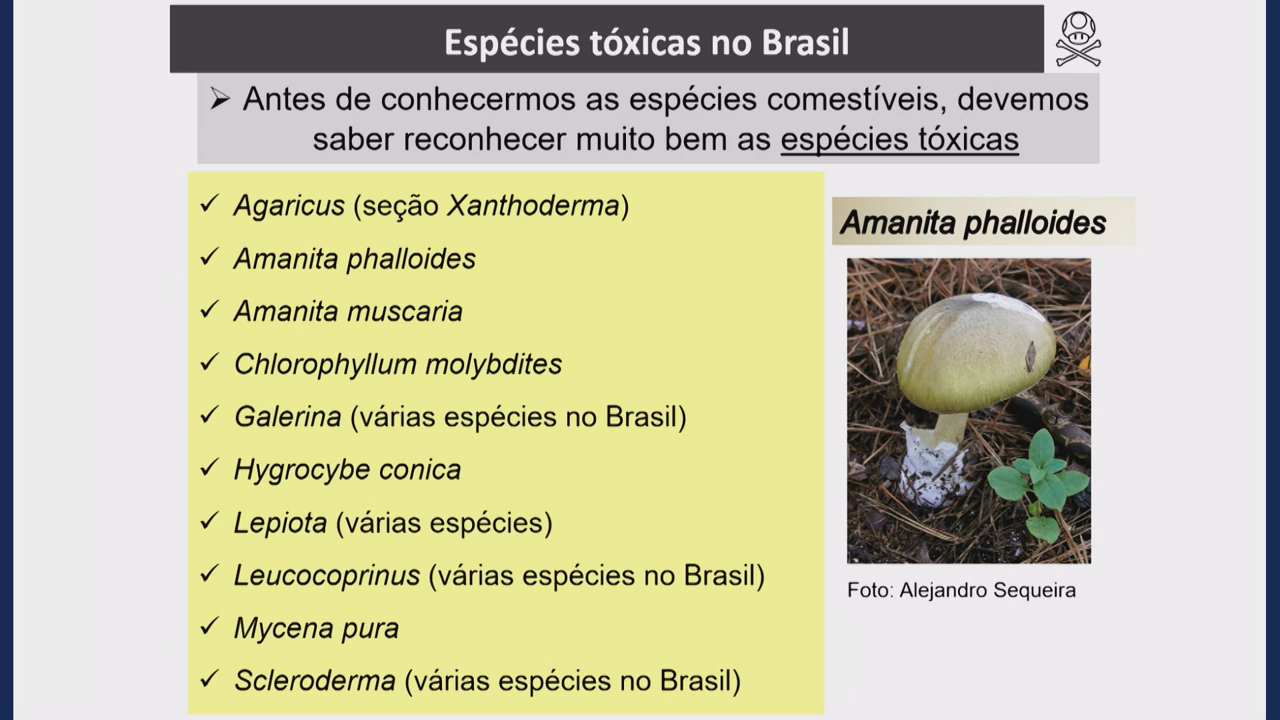 Espécies tóxicas no Brasil
➢ Antes de conhecermos as espécies comestíveis, devemos
saber reconhecer muito bem as espécies tóxicas
✓ Agaricus (seção Xanthoderma)
✓ Amanita phalloides
✓ Amanita muscaria
✓ Chlorophyllum molybdites
✓ Galerina (várias espécies no Brasil)
✓ Hygrocybe conica
✓ Lepiota (várias espécies)
✓ Leucocoprinus (várias espécies no Brasil)
✓ Mycena pura
✓ Scleroderma (várias espécies no Brasil)
Amanita phalloides
Foto: Alejandro Sequeira